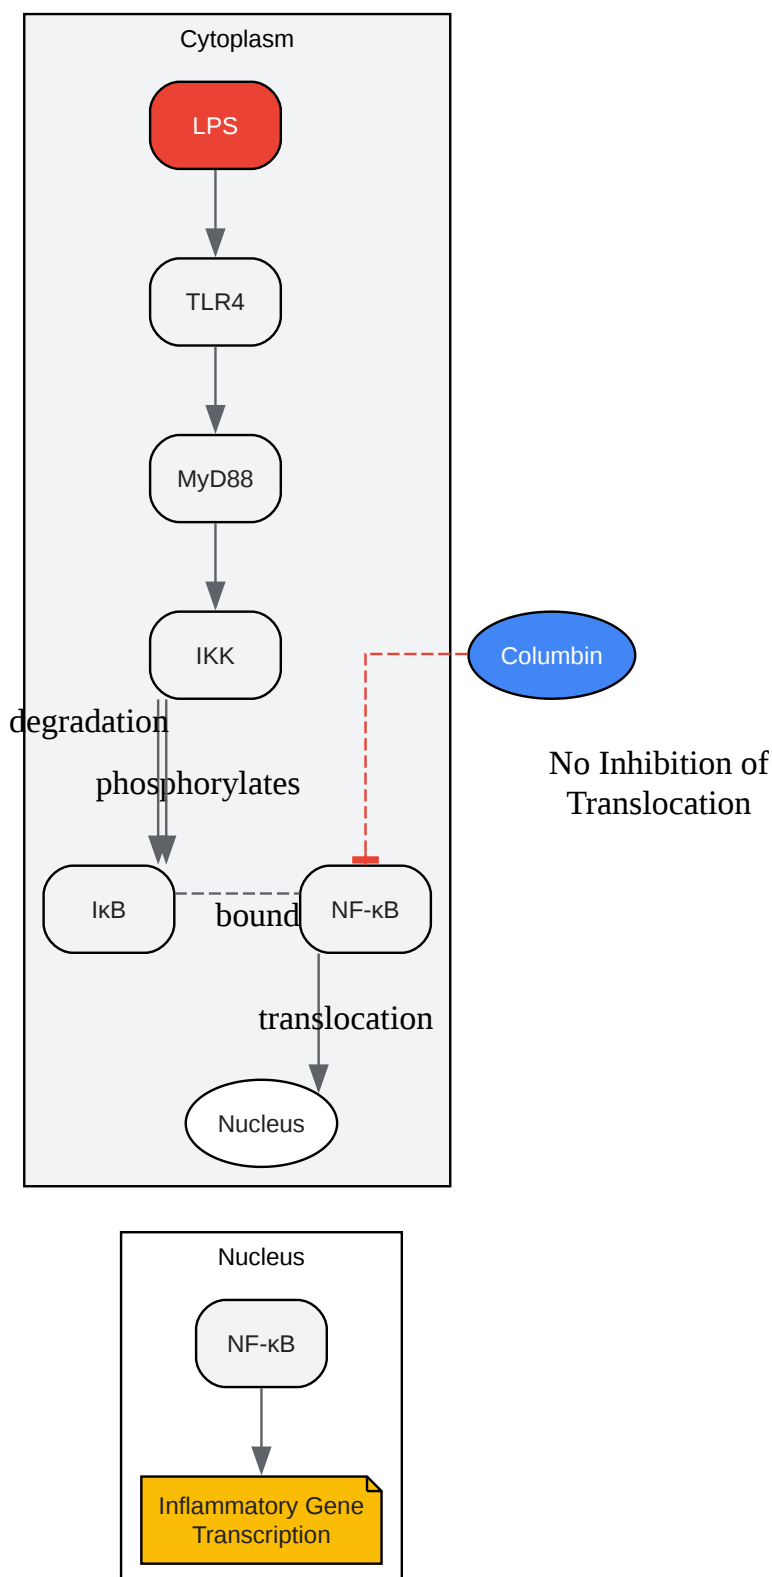 Cytoplasm
LPS
TLR4
MyD88
IKK
Columbin
degradation
phosphorylates
No Inhibition of
Translocation
IκB
bound
NF-κB
translocation
Nucleus
Nucleus
NF-κB
Inflammatory Gene
Transcription